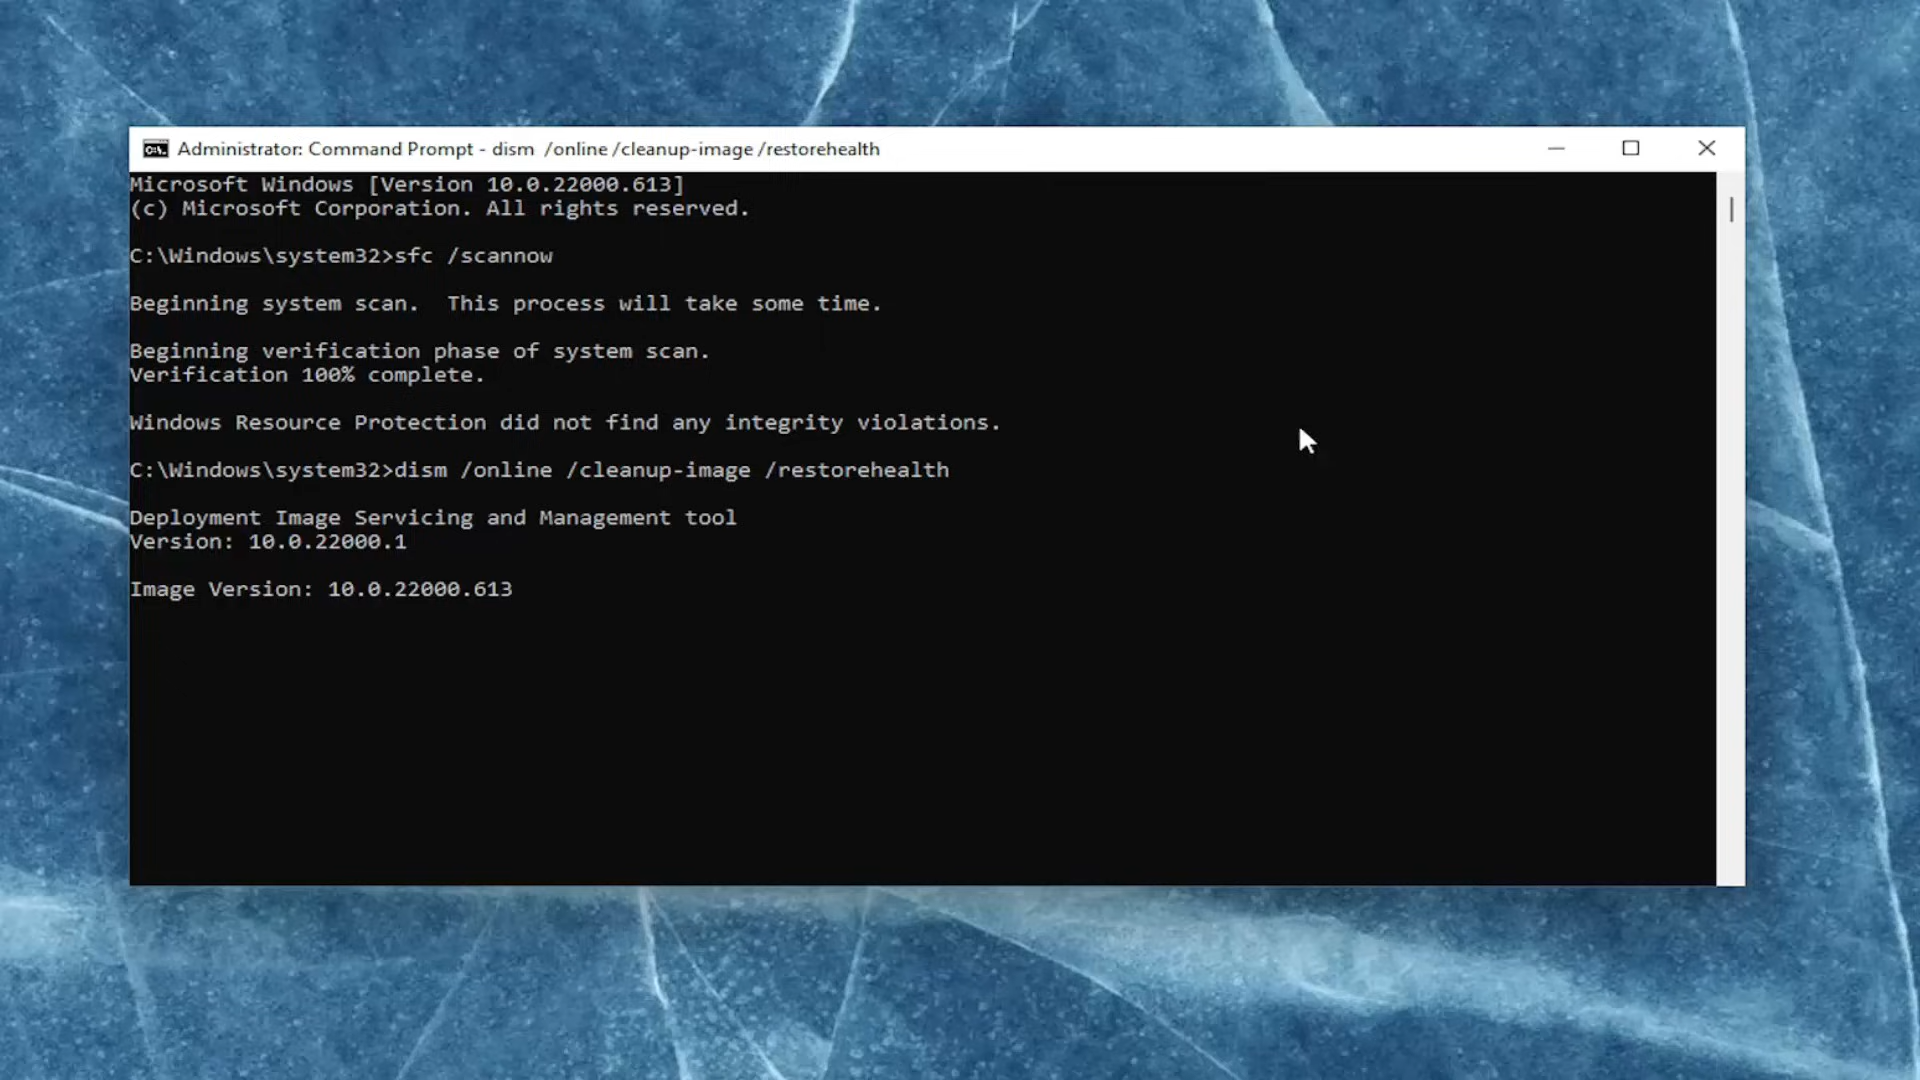 Administrator: Command Prompt - dism  /online /cleanup-image /restorehealth
Microsoft Windows [Version 10.0.22000.613]
(c) Microsoft Corporation. All rights reserved.
C:\Windows\system32>sfc /scannow
Beginning system scan.  This process will take some time.
Beginning verification phase of system scan.
Verification 100% complete.
Windows Resource Protection did not find any integrity violations.
C:\Windows\system32>dism /online /cleanup-image /restorehealth
Deployment Image Servicing and Management tool
Version: 10.0.22000.1
Image Version: 10.0.22000.613